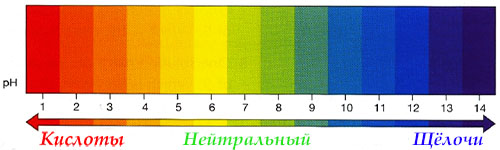 pH
1 2 3 4 5 6 7 8 9 10 11 12 13 14
Кислоты Нейтральный Щёлочи